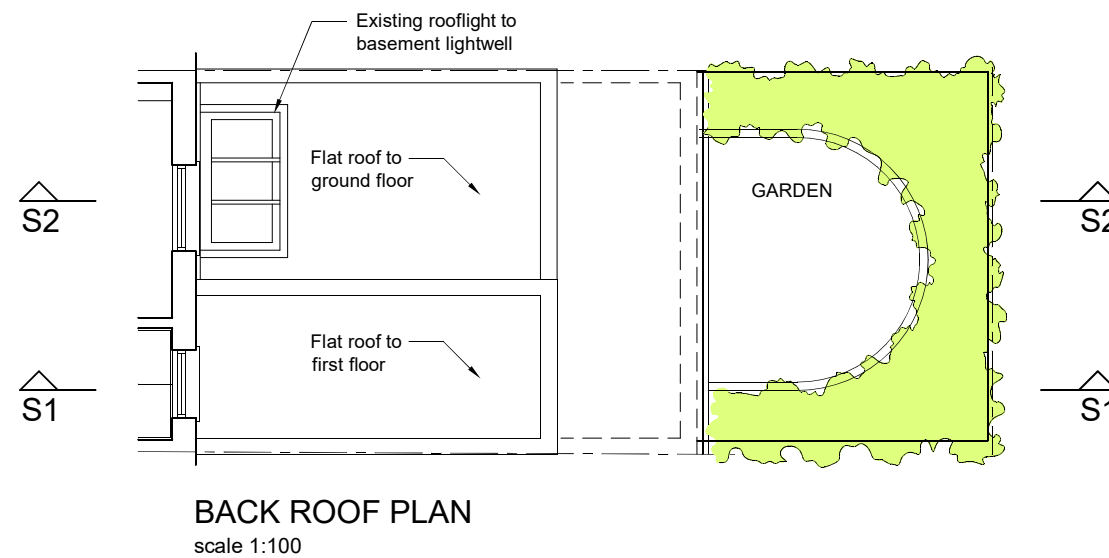 Existing rooflight to
basement lightwell
Flat roof to
ground floor
GARDEN
S2
S2
Flat roof to
first floor
S1
S1
BACK ROOF PLAN
scale 1:100